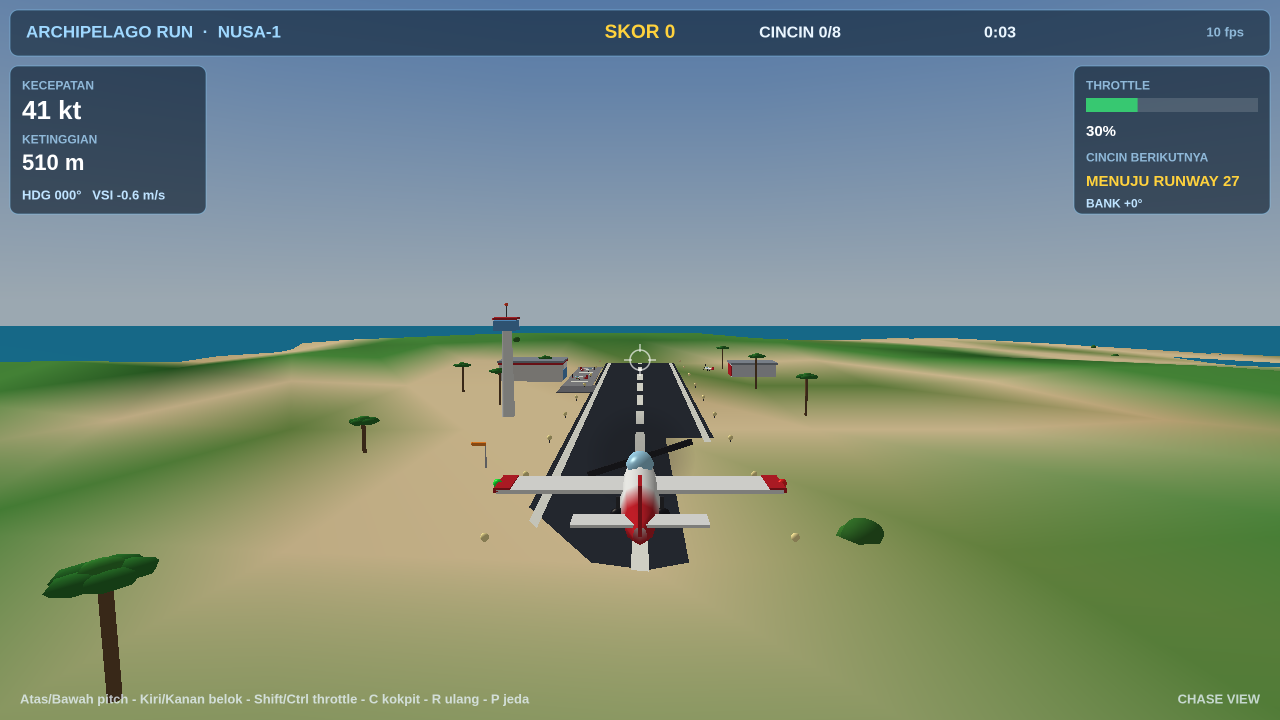 ARCHIPELAGO RUN · NUSA-1
SKOR 0
CINCIN 0/8
0:03
10 fps
KECEPATAN
41 kt
KETINGGIAN
510 m
HDG 000° VSI -0.6 m/s
THROTTLE
30%
CINCIN BERIKUTNYA
MENUJU RUNWAY 27
BANK +0°
Atas/Bawah pitch - Kiri/Kanan belok - Shift/Ctrl throttle - C kokpit - R ulang - P jeda
CHASE VIEW